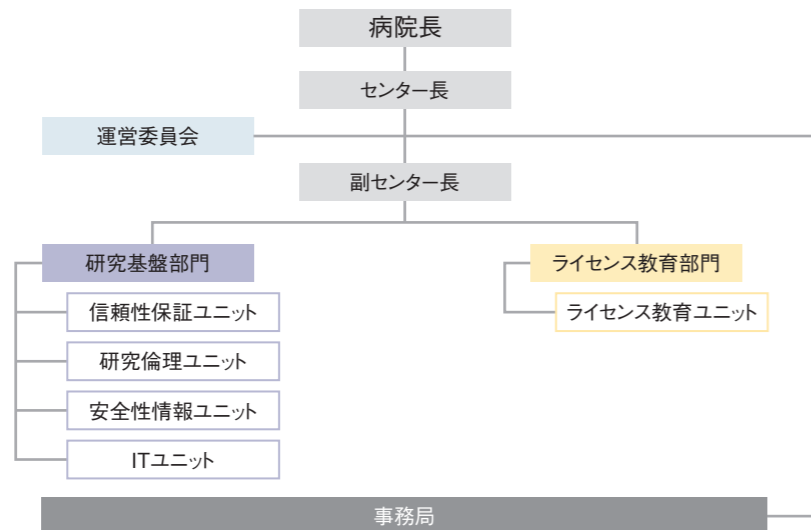 病院長
センター長
運営委員会
副センター長
研究基盤部門
信頼性保証ユニット
研究倫理ユニット
安全性情報ユニット
ITユニット
ライセンス教育部門
ライセンス教育ユニット
事務局